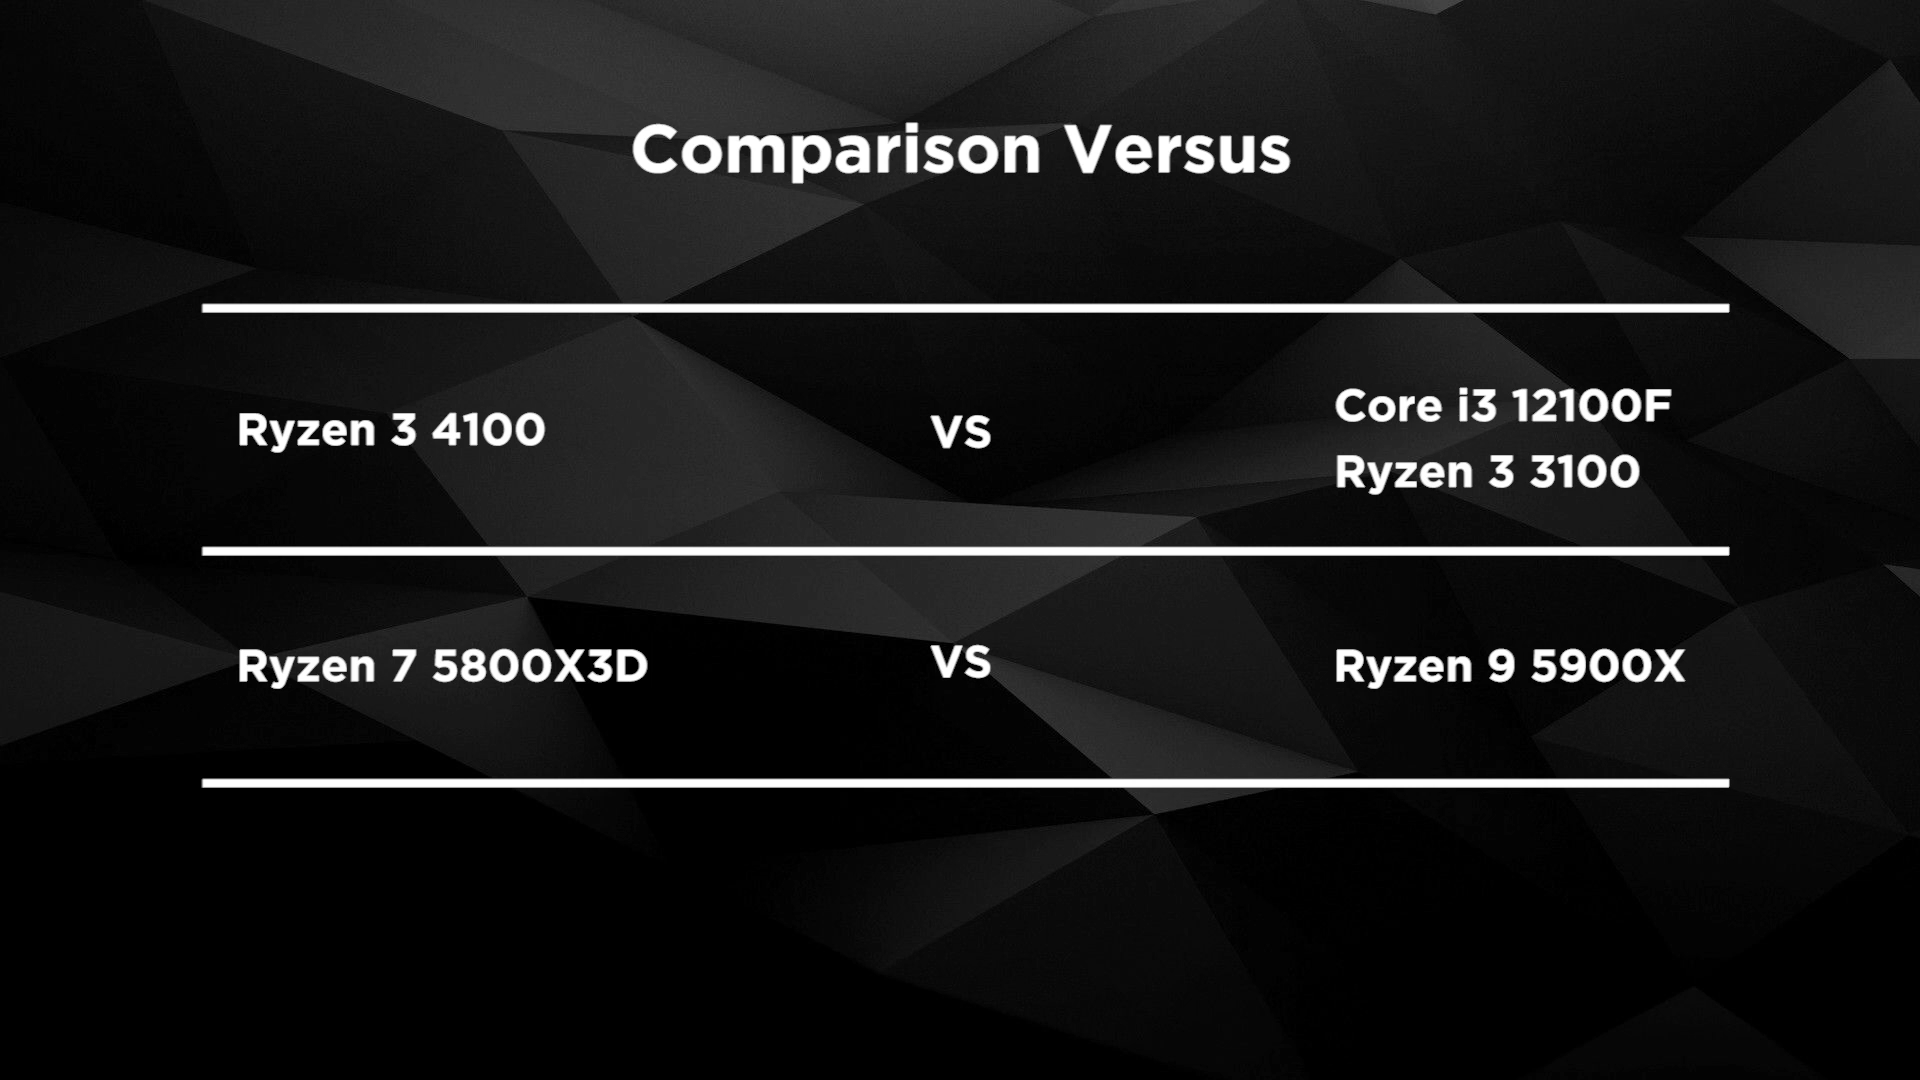 Comparison Versus
Ryzen 3 4100
VS
Core i3 12100F
Ryzen 3 3100
Ryzen 7 5800X3D
VS
Ryzen 9 5900X